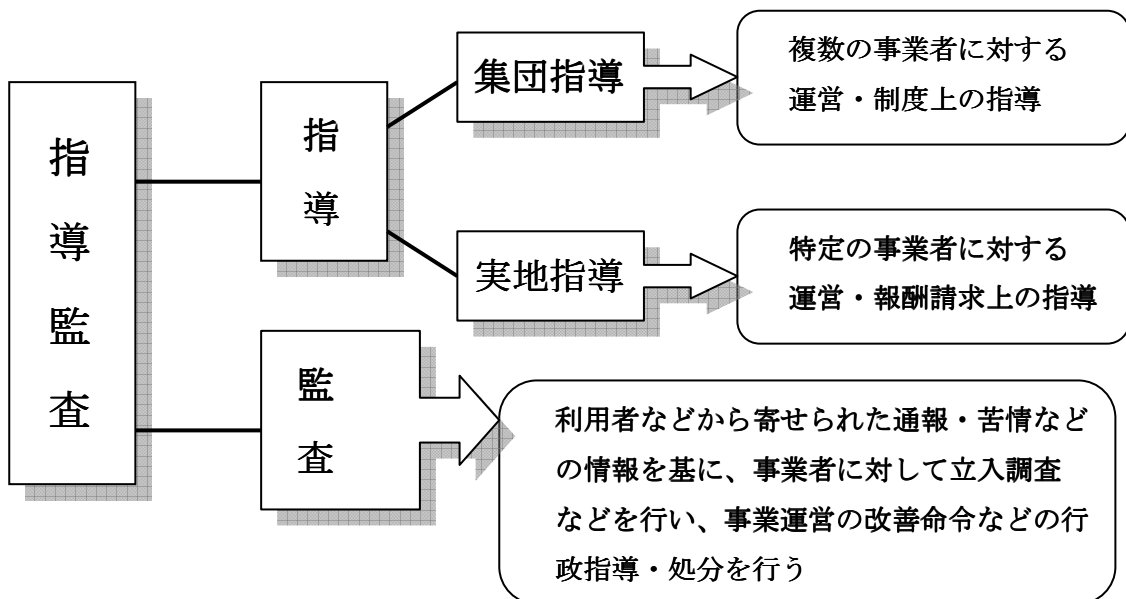 指導監査
指導
集団指導
複数の事業者に対する
運営・制度上の指導
実地指導
特定の事業者に対する
運営・報酬請求上の指導
監査
利用者などから寄せられた通報・苦情など
の情報を基に、事業者に対して立入調査
などを行い、事業運営の改善命令などの行
政指導・処分を行う